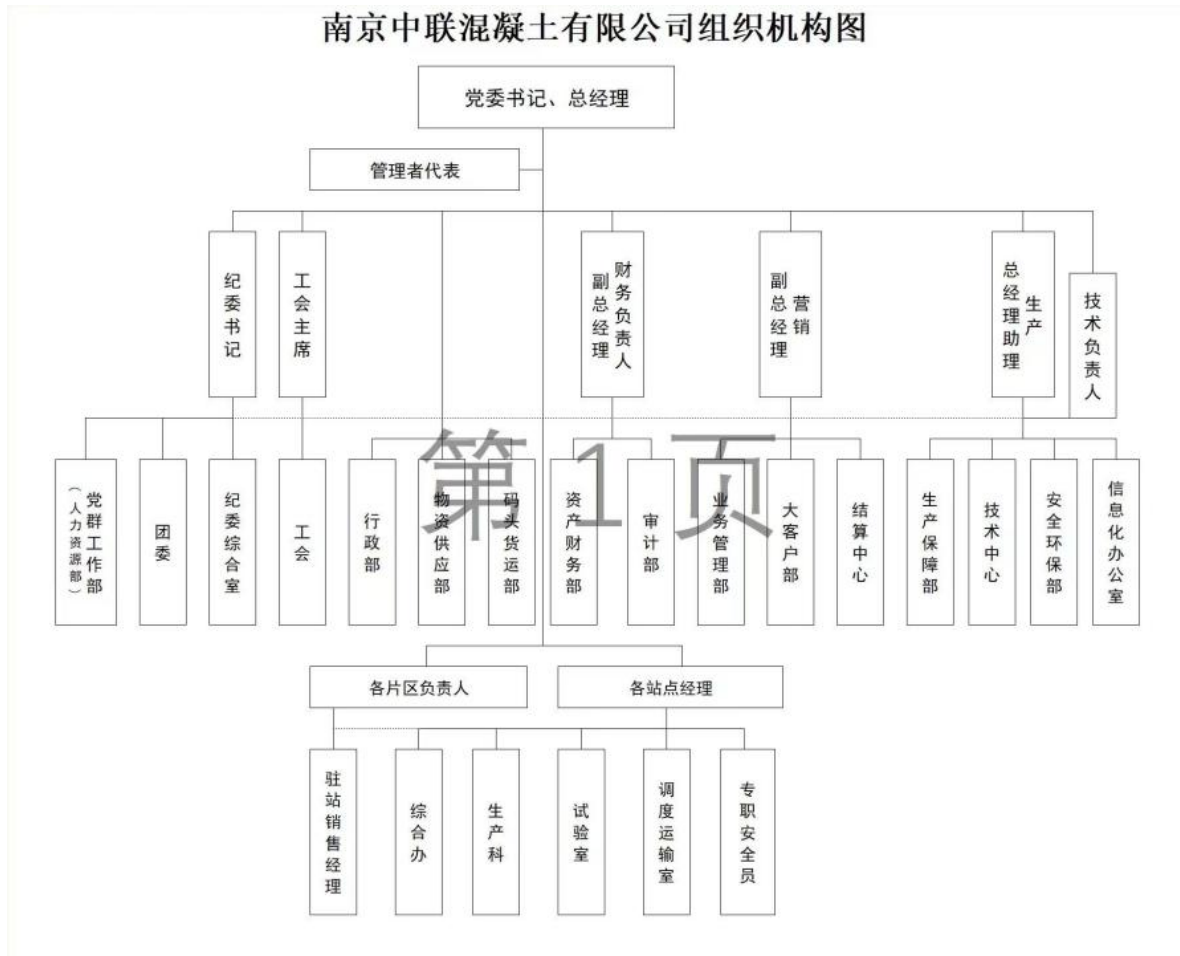 南京中联混凝土有限公司组织机构图
党委书记、总经理
管理者代表
纪委书记
工会主席
副总经理
财务负责人
副总经理
营销
总经理助理
生产
技术负责人
党群工作部
（人力资源部）
团委
纪委综合室
工会
行政部
物资供应部
码头货运部
资产财务部
审计部
业务管理部
大客户部
结算中心
生产保障部
技术中心
安全环保部
信息化办公室
第1页
各片区负责人
各站点经理
驻站销售经理
综合办
生产科
试验室
调度运输室
专职安全员